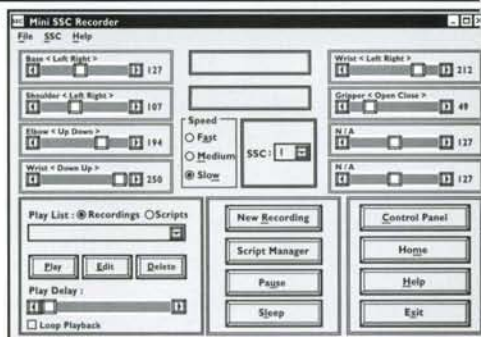 Mini SSC Recorder
File SSC Help
Base < Left Right >
127
Shoulder < Left Right >
107
Elbow < Up Down >
194
Wrist < Down Up >
250
Speed
Fast
Medium
Slow
SSC: 1
Wrist < Left Right >
212
Gripper < Open Close >
49
N / A
127
N / A
127
Play List : Recordings Scripts
Play Edit Delete
Play Delay :
Loop Playback
New Recording
Script Manager
Pause
Sleep
Control Panel
Home
Help
Exit